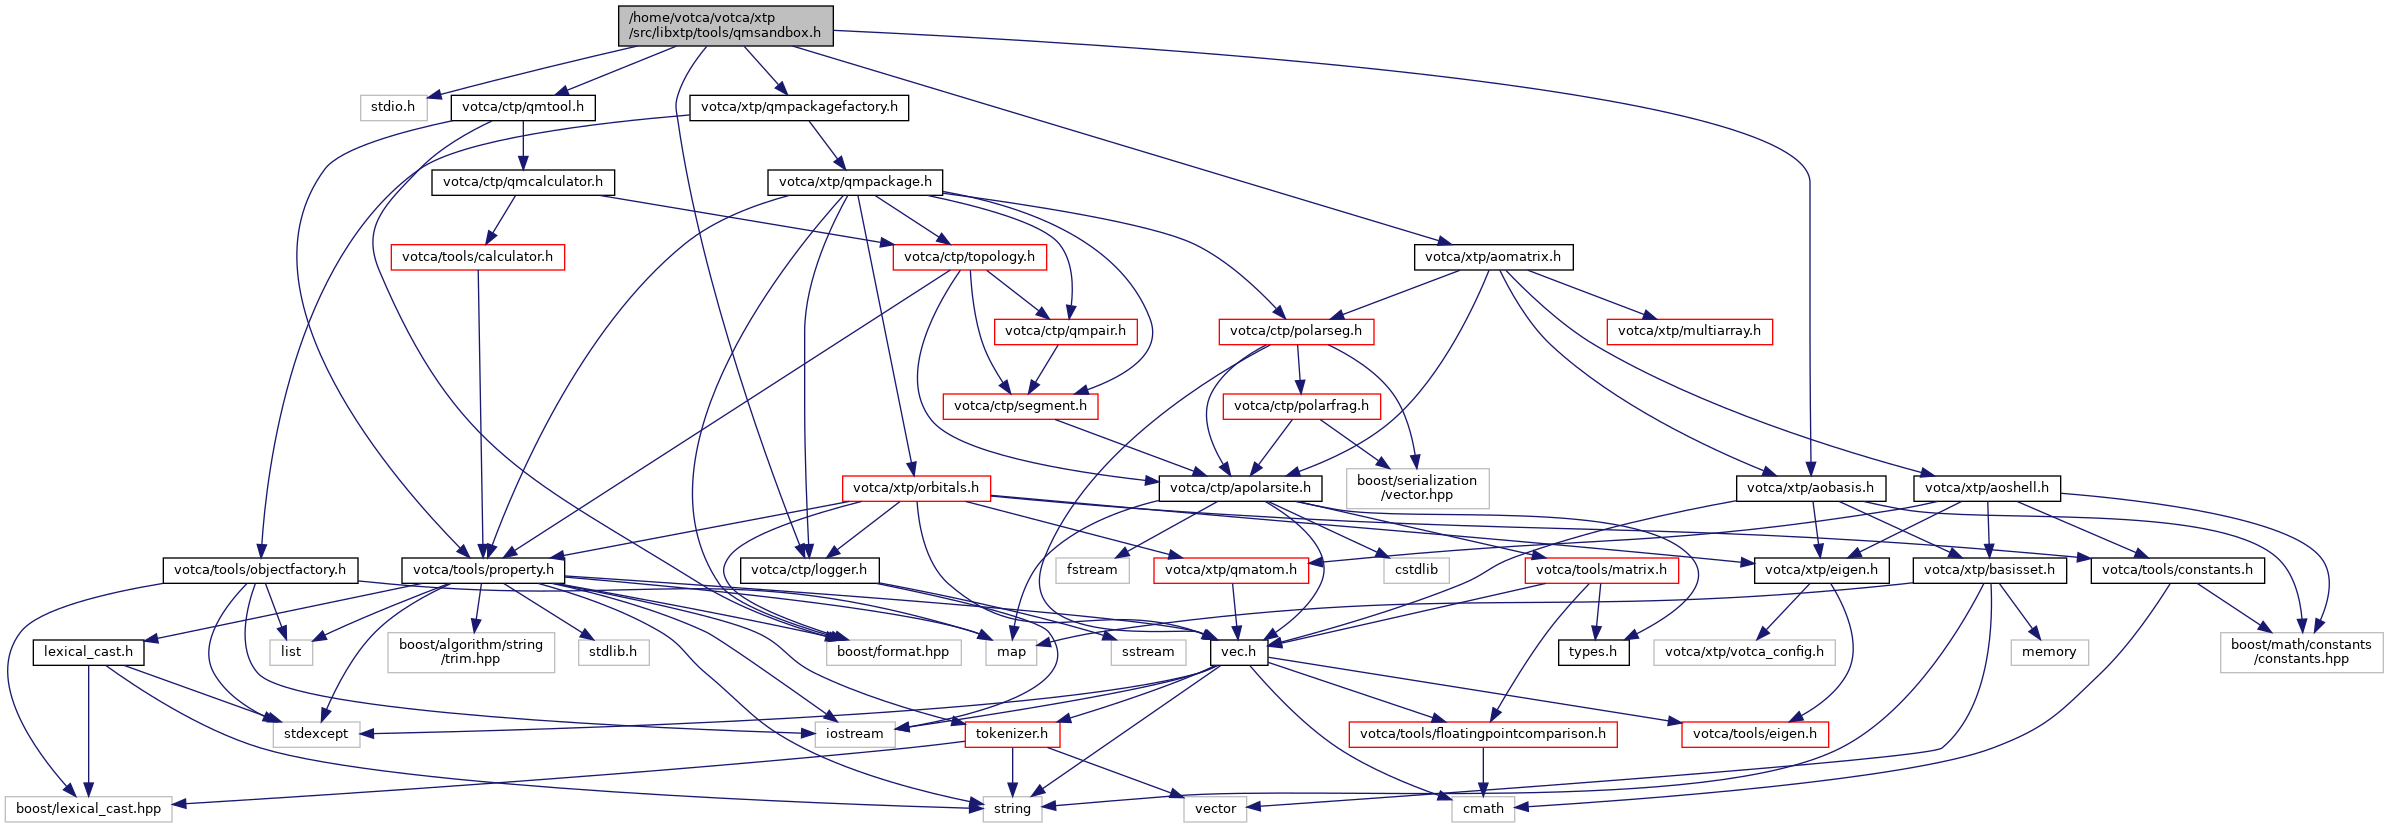 /home/votca/votca/xtp
/src/libxtp/tools/qmsandbox.h
stdio.h
votca/ctp/qmtool.h
votca/xtp/qmpackagefactory.h
votca/ctp/qmcalculator.h
votca/xtp/qmpackage.h
votca/tools/calculator.h
votca/ctp/topology.h
votca/xtp/aomatrix.h
votca/ctp/qmpair.h
votca/ctp/polarseg.h
votca/xtp/multiarray.h
votca/ctp/segment.h
votca/ctp/polarfrag.h
votca/xtp/orbitals.h
votca/ctp/apolarsite.h
boost/serialization
/vector.hpp
votca/xtp/aobasis.h
votca/xtp/aoshell.h
votca/tools/objectfactory.h
votca/tools/property.h
votca/ctp/logger.h
fstream
votca/xtp/qmatom.h
cstdlib
votca/tools/matrix.h
votca/xtp/eigen.h
votca/xtp/basisset.h
votca/tools/constants.h
lexical_cast.h
list
boost/algorithm/string
/trim.hpp
stdlib.h
boost/format.hpp
map
sstream
vec.h
types.h
votca/xtp/votca_config.h
memory
boost/math/constants
/constants.hpp
stdexcept
iostream
tokenizer.h
votca/tools/floatingpointcomparison.h
votca/tools/eigen.h
boost/lexical_cast.hpp
string
vector
cmath